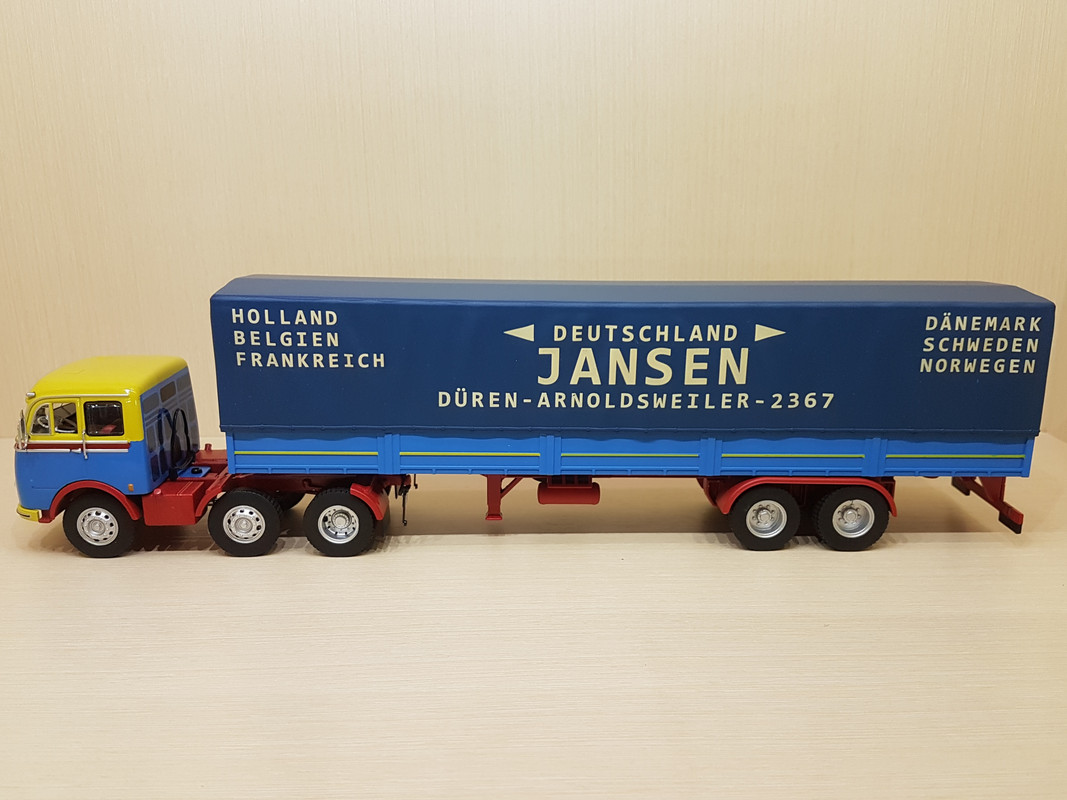 HOLLAND
BELGIEN
FRANKREICH
DEUTSCHLAND
JANSEN
DÜREN-ARNOLDSWEILER-2367
DÄNEMARK
SCHWEDEN
NORWEGEN